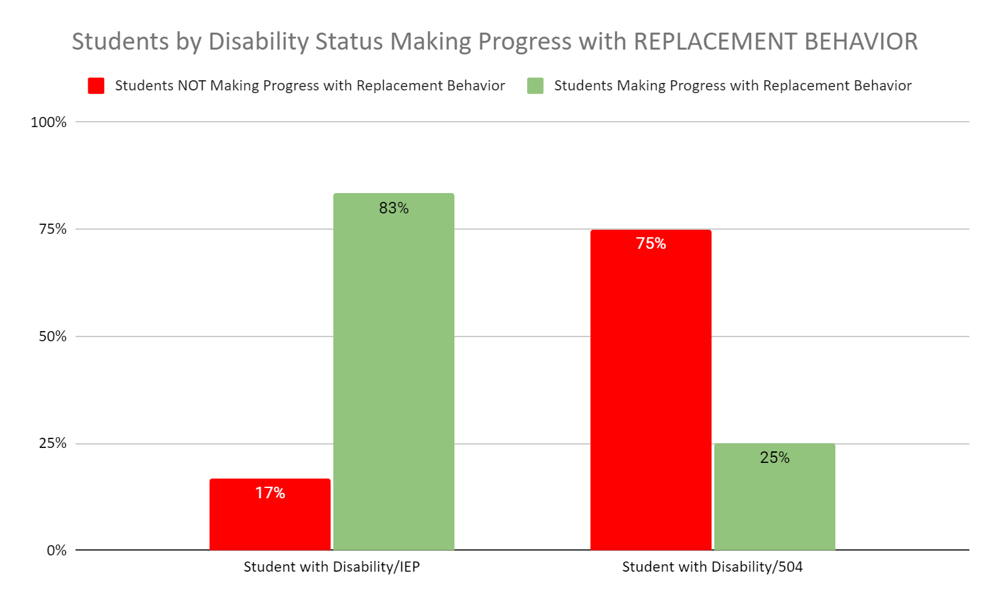 Students by Disability Status Making Progress with REPLACEMENT BEHAVIOR
Students NOT Making Progress with Replacement Behavior
Students Making Progress with Replacement Behavior
100%
75%
50%
25%
0%
17%
83%
75%
25%
Student with Disability/IEP
Student with Disability/504